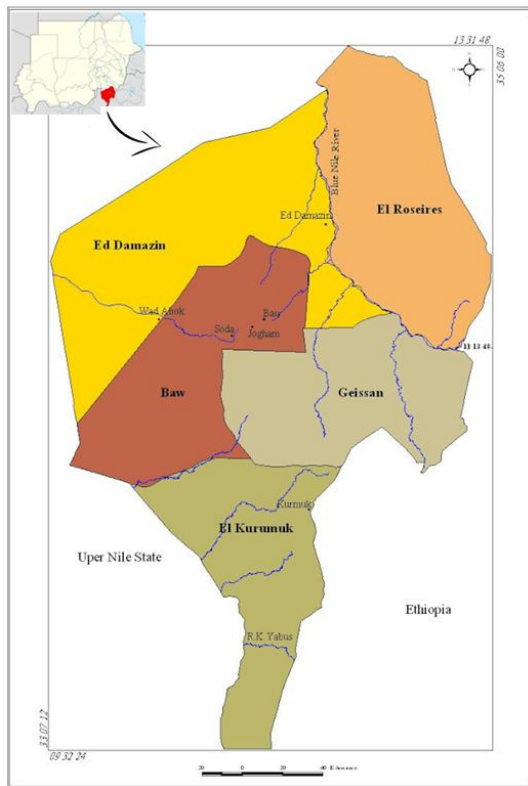 13 31 48
35 06 00
Blue Nile River
El Roseires
Ed Damazin
Ed Damazin
Wad Abok
Bau
Soda
Jogham
11 13 48
Baw
Geissan
Kurmuk
El Kurumuk
Uper Nile State
Ethiopia
R.K. Yabus
33 07 12
09 32 24
20
0
20
40